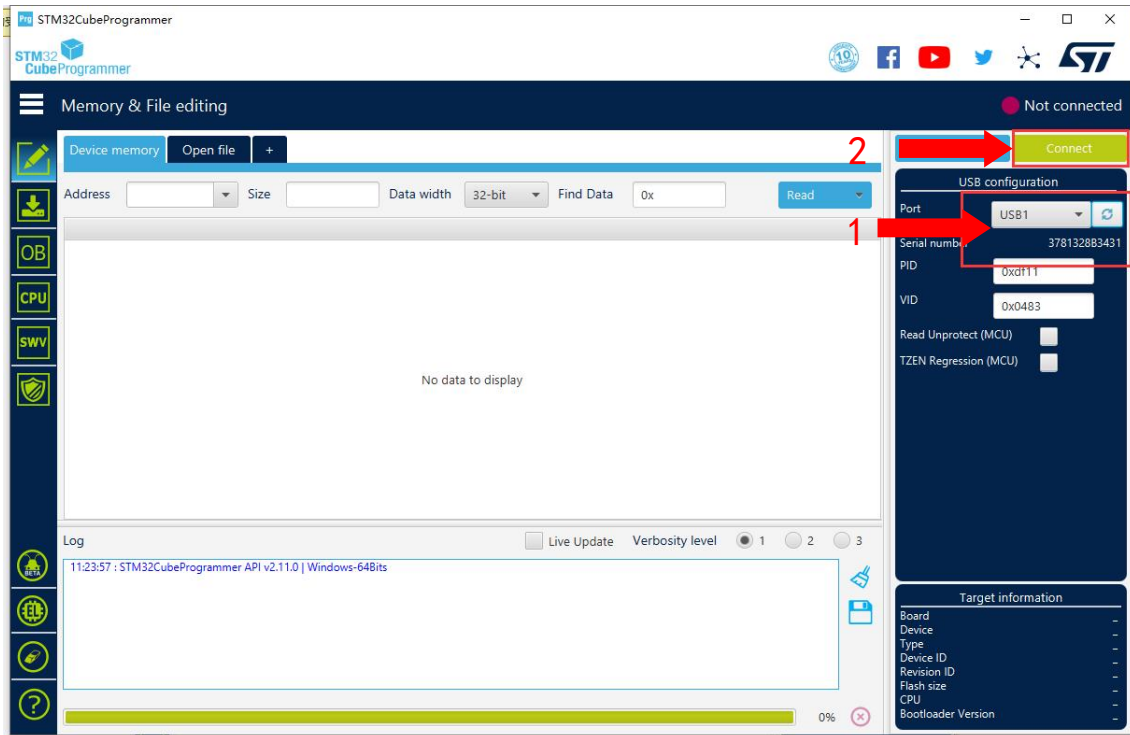 Prg STM32CubeProgrammer
STM32
CubeProgrammer
10
Memory & File editing
Not connected
Device memory Open file +
2
Connect
Address Size Data width 32-bit Find Data 0x Read
USB configuration
Port USB1
1
Serial number 3781328B3431
PID 0xdf11
VID 0x0483
Read Unprotect (MCU)
TZEN Regression (MCU)
OB
CPU
SWV
No data to display
Log Live Update Verbosity level 1 2 3
11:23:57 : STM32CubeProgrammer API v2.11.0 | Windows-64Bits
BETA
Target information
Board -
Device -
Type -
Device ID -
Revision ID -
Flash size -
CPU -
Bootloader Version -
?
0%